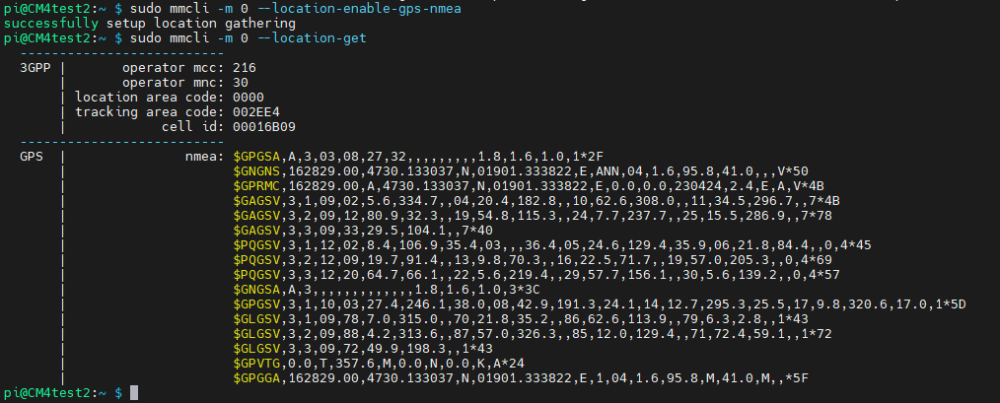 pi@CM4test2:~ $ sudo mmcli -m 0 --location-enable-gps-nmea
successfully setup location gathering
pi@CM4test2:~ $ sudo mmcli -m 0 --location-get
--------------------------
3GPP | operator mcc: 216
| operator mnc: 30
| location area code: 0000
| tracking area code: 002EE4
| cell id: 00016B09
--------------------------
GPS | nmea: $GPGSA,A,3,03,08,27,32,,,,,,,,,1.8,1.6,1.0,1*2F
| $GNGNS,162829.00,4730.133037,N,01901.333822,E,ANN,04,1.6,95.8,41.0,,,V*50
| $GPRMC,162829.00,A,4730.133037,N,01901.333822,E,0.0,0.0,230424,2.4,E,A,V*4B
| $GAGSV,3,1,09,02,5.6,334.7,,04,20.4,182.8,,10,62.6,308.0,,11,34.5,296.7,,7*4B
| $GAGSV,3,2,09,12,80.9,32.3,,19,54.8,115.3,,24,7.7,237.7,,25,15.5,286.9,,7*78
| $GAGSV,3,3,09,33,29.5,104.1,,7*40
| $PQGSV,3,1,12,02,8.4,106.9,35.4,03,,,36.4,05,24.6,129.4,35.9,06,21.8,84.4,,0,4*45
| $PQGSV,3,2,12,09,19.7,91.4,,13,9.8,70.3,,16,22.5,71.7,,19,57.0,205.3,,0,4*69
| $PQGSV,3,3,12,20,64.7,66.1,,22,5.6,219.4,,29,57.7,156.1,,30,5.6,139.2,,0,4*57
| $GNGSA,A,3,,,,,,,,,,,,,1.8,1.6,1.0,3*3C
| $GPGSV,3,1,10,03,27.4,246.1,38.0,08,42.9,191.3,24.1,14,12.7,295.3,25.5,17,9.8,320.6,17.0,1*5D
| $GLGSV,3,1,09,78,7.0,315.0,,70,21.8,35.2,,86,62.6,113.9,,79,6.3,2.8,,1*43
| $GLGSV,3,2,09,88,4.2,313.6,,87,57.0,326.3,,85,12.0,129.4,,71,72.4,59.1,,1*72
| $GLGSV,3,3,09,72,49.9,198.3,,1*43
| $GPVTG,0.0,T,357.6,M,0.0,N,0.0,K,A*24
| $GPGGA,162829.00,4730.133037,N,01901.333822,E,1,04,1.6,95.8,M,41.0,M,,*5F
pi@CM4test2:~ $